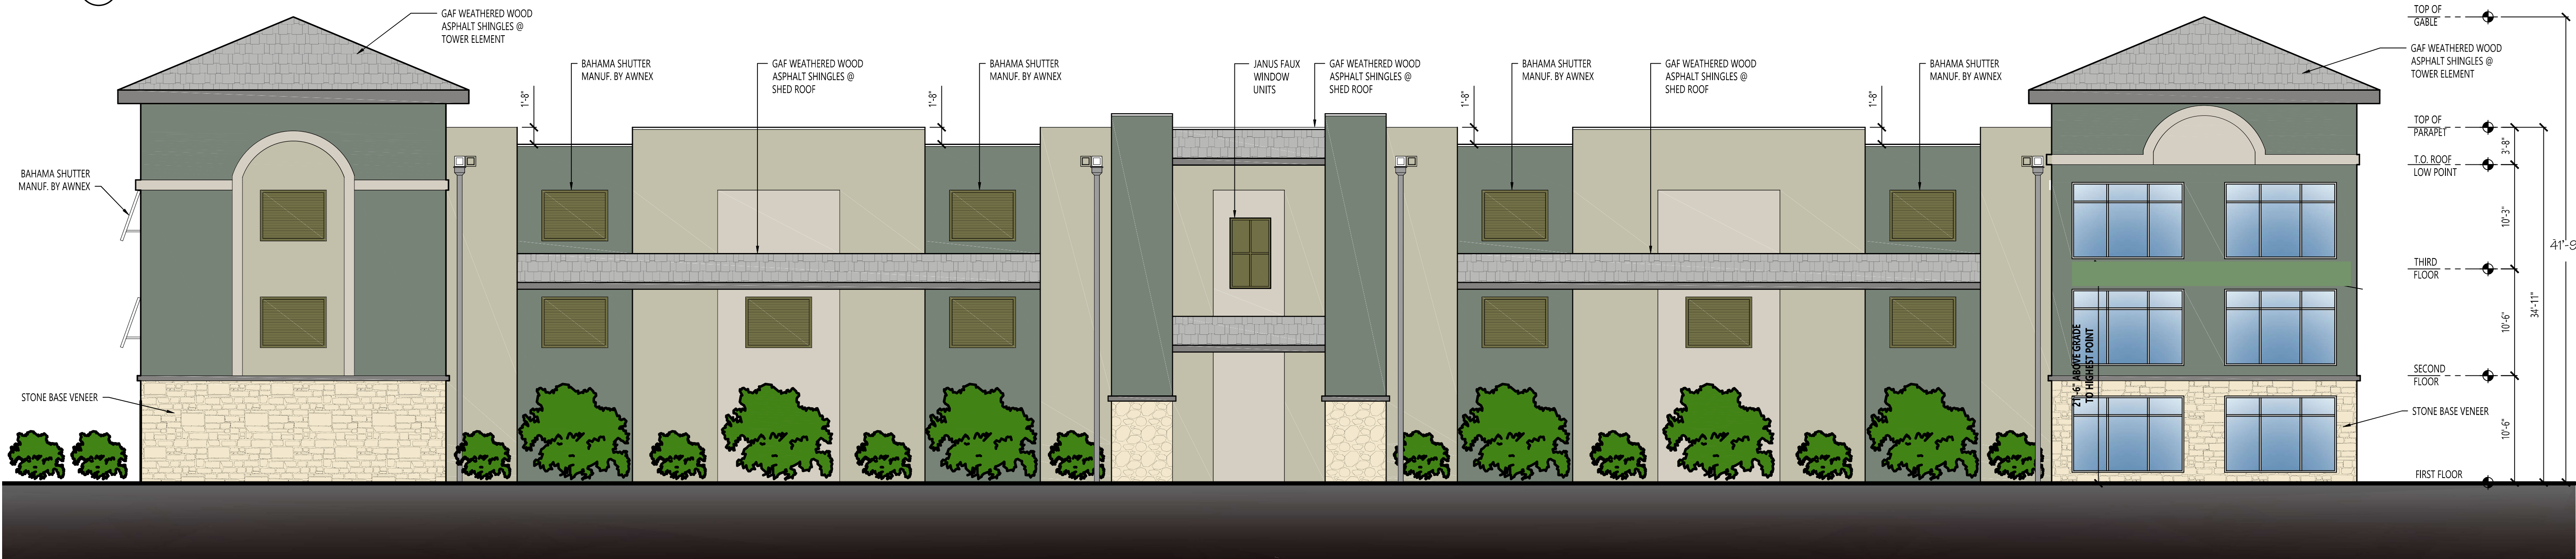 GAF WEATHERED WOOD
ASPHALT SHINGLES @
TOWER ELEMENT
BAHAMA SHUTTER
MANUF. BY AWNEX
GAF WEATHERED WOOD
ASPHALT SHINGLES @
SHED ROOF
BAHAMA SHUTTER
MANUF. BY AWNEX
JANUS FAUX
WINDOW
UNITS
GAF WEATHERED WOOD
ASPHALT SHINGLES @
SHED ROOF
BAHAMA SHUTTER
MANUF. BY AWNEX
GAF WEATHERED WOOD
ASPHALT SHINGLES @
SHED ROOF
BAHAMA SHUTTER
MANUF. BY AWNEX
TOP OF
GABLE
GAF WEATHERED WOOD
ASPHALT SHINGLES @
TOWER ELEMENT
1'-8"
1'-8"
1'-8"
1'-8"
TOP OF
PARAPET
3'-8"
T.O. ROOF
LOW POINT
BAHAMA SHUTTER
MANUF. BY AWNEX
10'-3"
41'-9
THIRD
FLOOR
34'-11"
10'-6"
21'-6" ABOVE GRADE
TO HIGHEST POINT
SECOND
FLOOR
STONE BASE VENEER
STONE BASE VENEER
10'-6"
FIRST FLOOR